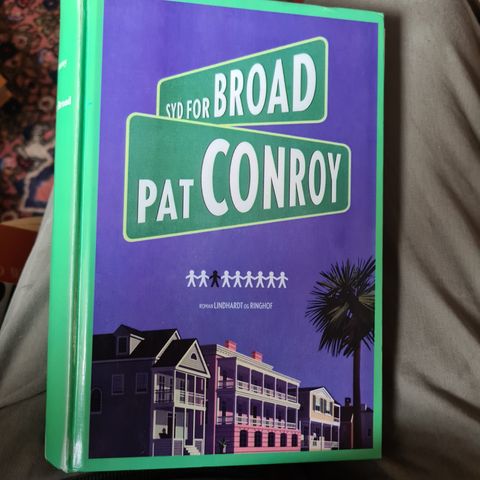 SYD FOR BROAD
PAT CONROY
ROMAN LINDHARDT OG RINGHOF